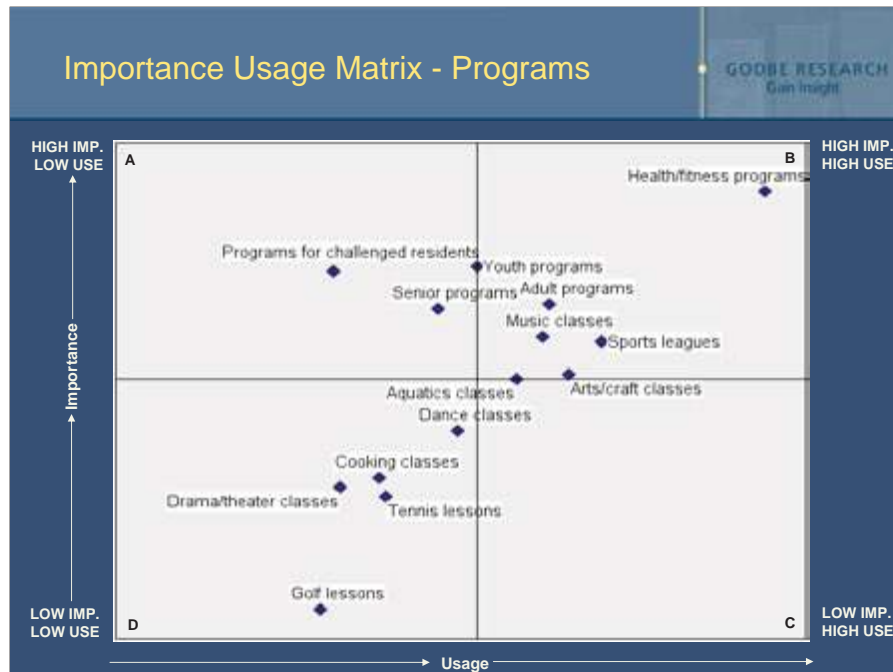 Importance Usage Matrix - Programs
GODBE RESEARCH
Gain Insight
HIGH IMP.
LOW USE
A
B
HIGH IMP.
HIGH USE
Health/fitness programs
Programs for challenged residents
Youth programs
Senior programs
Adult programs
Music classes
Sports leagues
Importance
Aquatics classes
Arts/craft classes
Dance classes
Cooking classes
Drama/theater classes
Tennis lessons
Golf lessons
LOW IMP.
LOW USE
D
C
LOW IMP.
HIGH USE
Usage